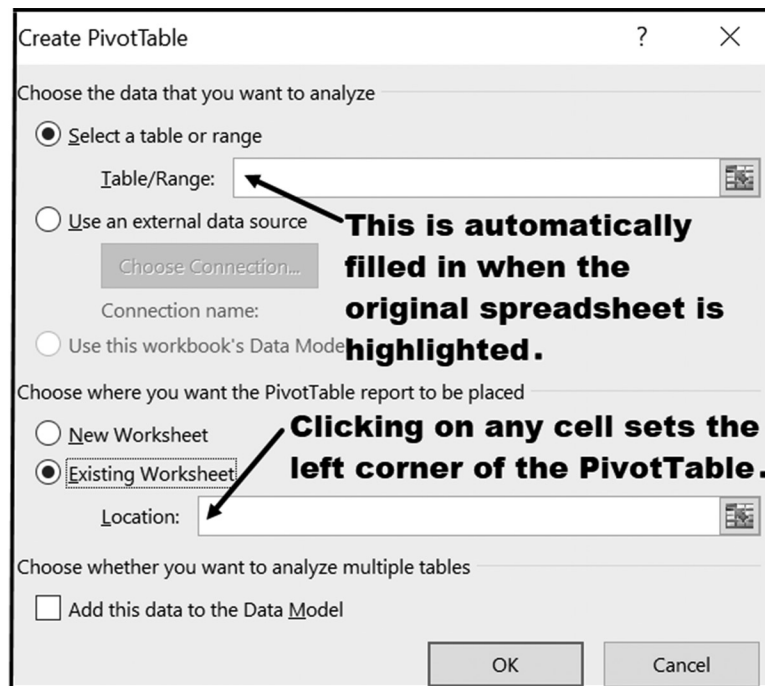 Create PivotTable ?
Choose the data that you want to analyze
Select a table or range
Table/Range:
Use an external data source
This is automatically
filled in when the
original spreadsheet is
highlighted.
Choose Connection...
Connection name:
Use this workbook's Data Mode
Choose where you want the PivotTable report to be placed
New Worksheet
Clicking on any cell sets the
left corner of the PivotTable.
Existing Worksheet
Location:
Choose whether you want to analyze multiple tables
Add this data to the Data Model
OK Cancel